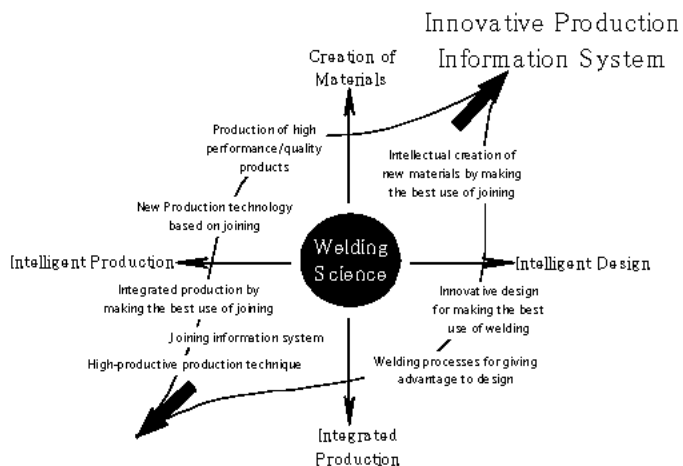 Innovative Production
Information System
Creation of
Materials
Production of high
performance/quality
products
Intellectual creation of
new materials by making
the best use of joining
New Production technology
based on joining
Welding
Science
Intelligent Production
Intelligent Design
Integrated production by
making the best use of joining
Innovative design
for making the best
use of welding
Joining information system
High-productive production technique
Welding processes for giving
advantage to design
Integrated
Production